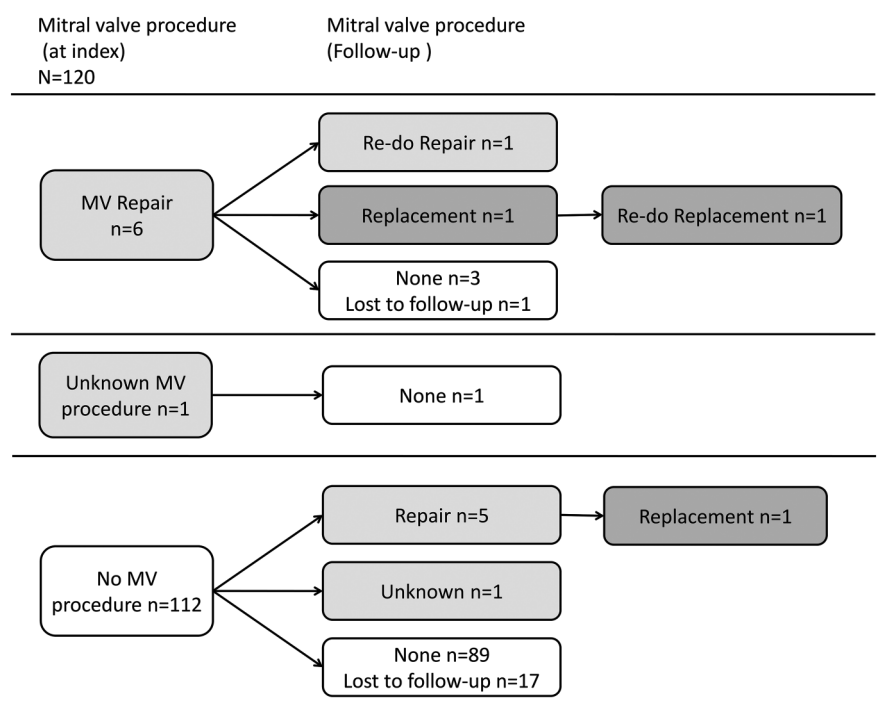 Mitral valve procedure
(at index)
N=120
Mitral valve procedure
(Follow-up )
MV Repair
n=6
Re-do Repair n=1
Replacement n=1
Re-do Replacement n=1
None n=3
Lost to follow-up n=1
Unknown MV
procedure n=1
None n=1
No MV
procedure n=112
Repair n=5
Replacement n=1
Unknown n=1
None n=89
Lost to follow-up n=17